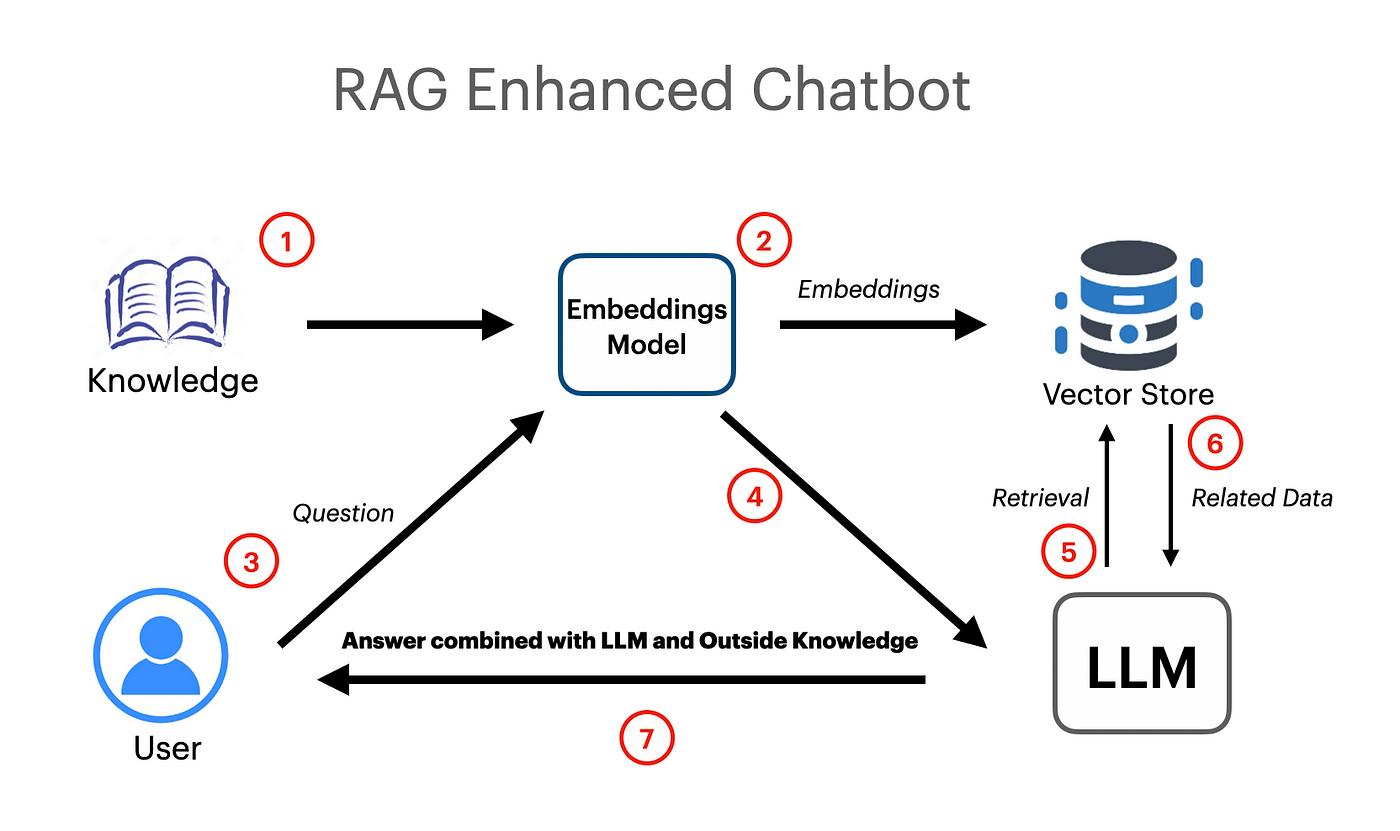 RAG Enhanced Chatbot
1
2
Embeddings
Embeddings
Model
Knowledge
Vector Store
6
4
Retrieval
Related Data
Question
5
3
Answer combined with LLM and Outside Knowledge
LLM
7
User